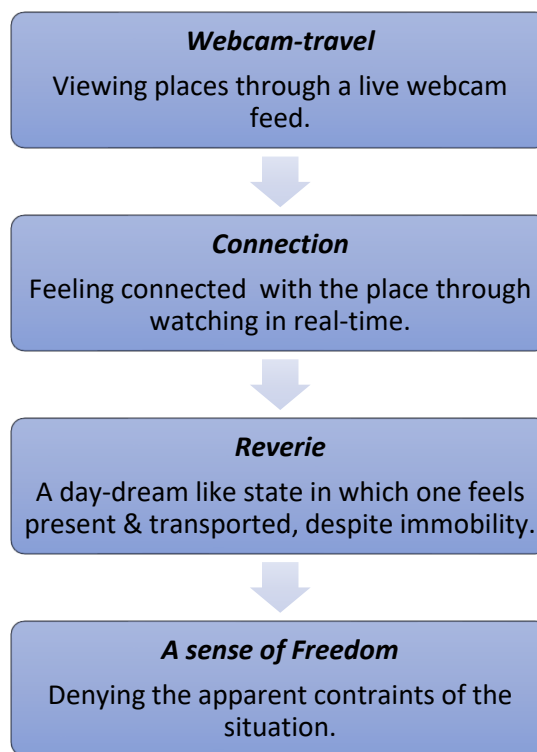 Webcam-travel
Viewing places through a live webcam
feed.
Connection
Feeling connected  with the place through
watching in real-time.
Reverie
A day-dream like state in which one feels
present & transported, despite immobility.
A sense of Freedom
Denying the apparent contraints of the
situation.